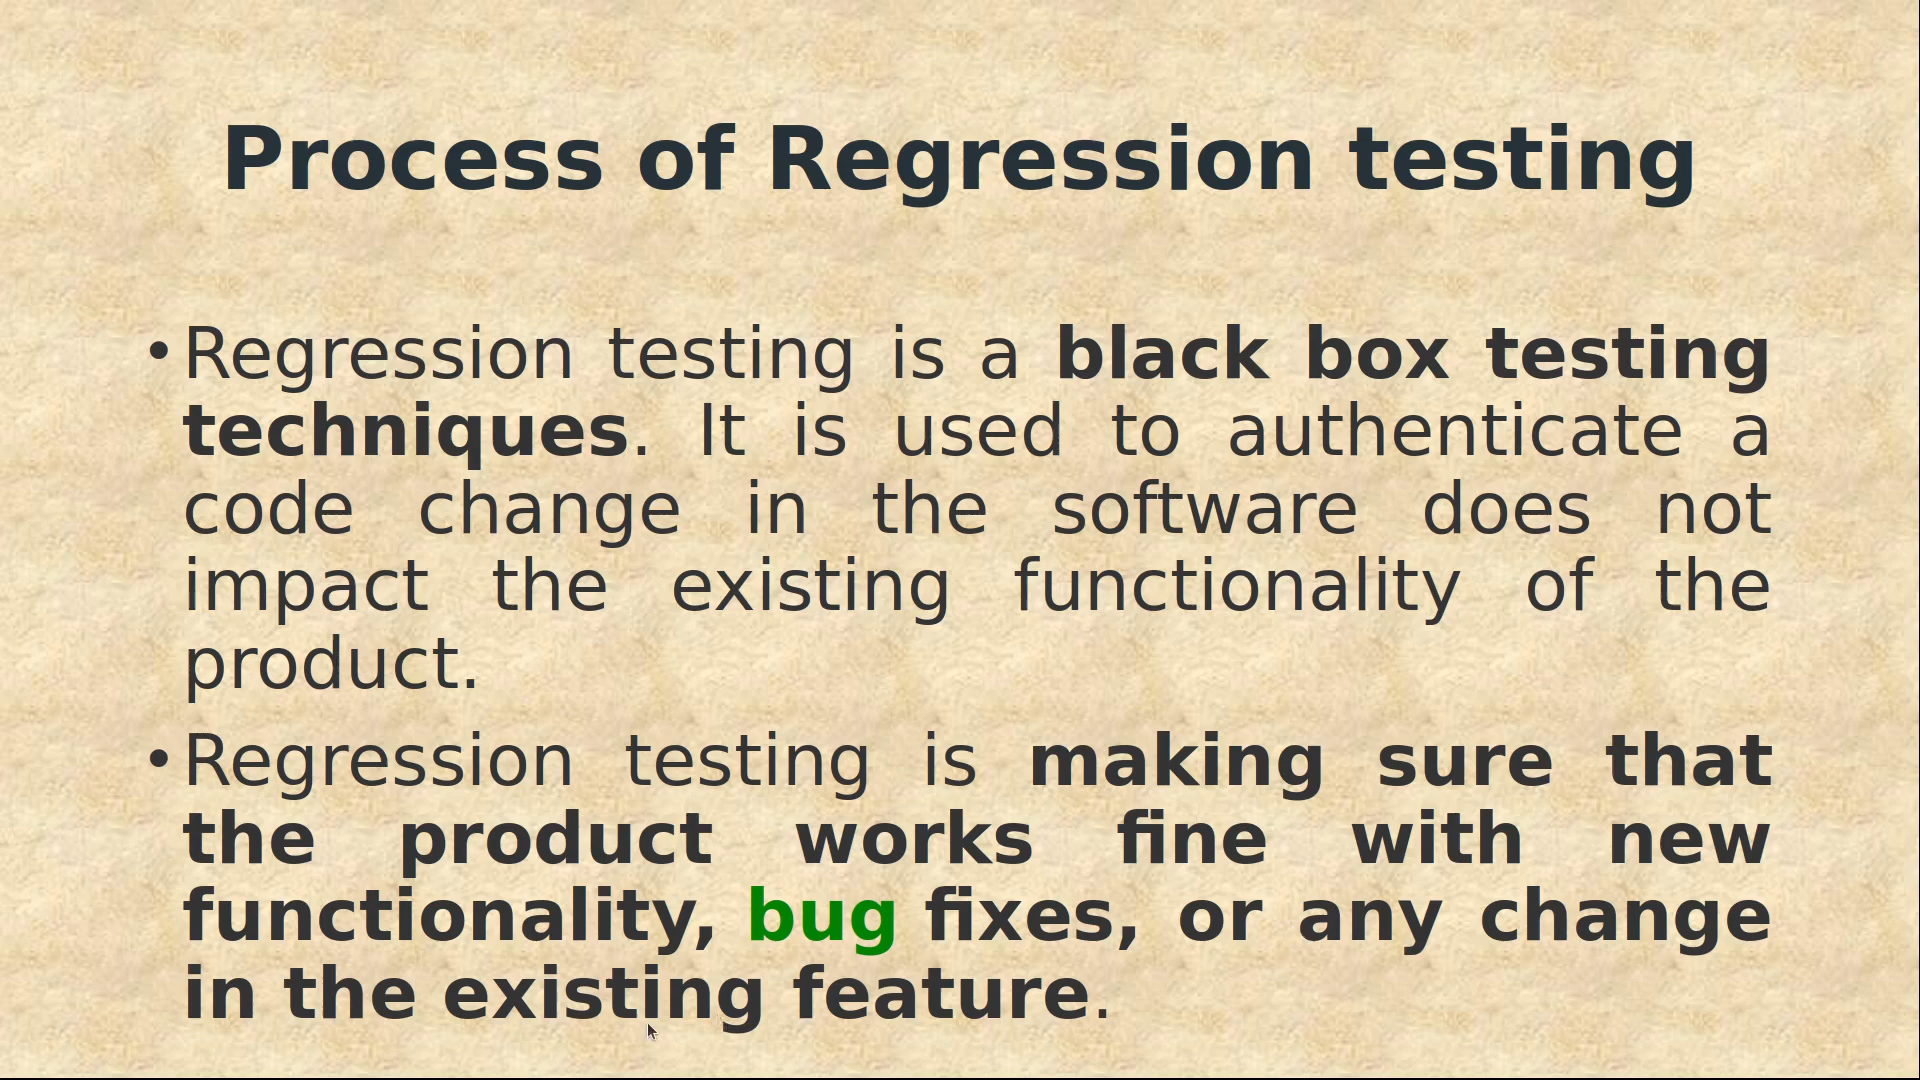 Process of Regression testing
• Regression testing is a black box testing
techniques. It is used to authenticate a
code change in the software does not
impact the existing functionality of the
product.
• Regression testing is making sure that
the product works fine with new
functionality, bug fixes, or any change
in the existing feature.